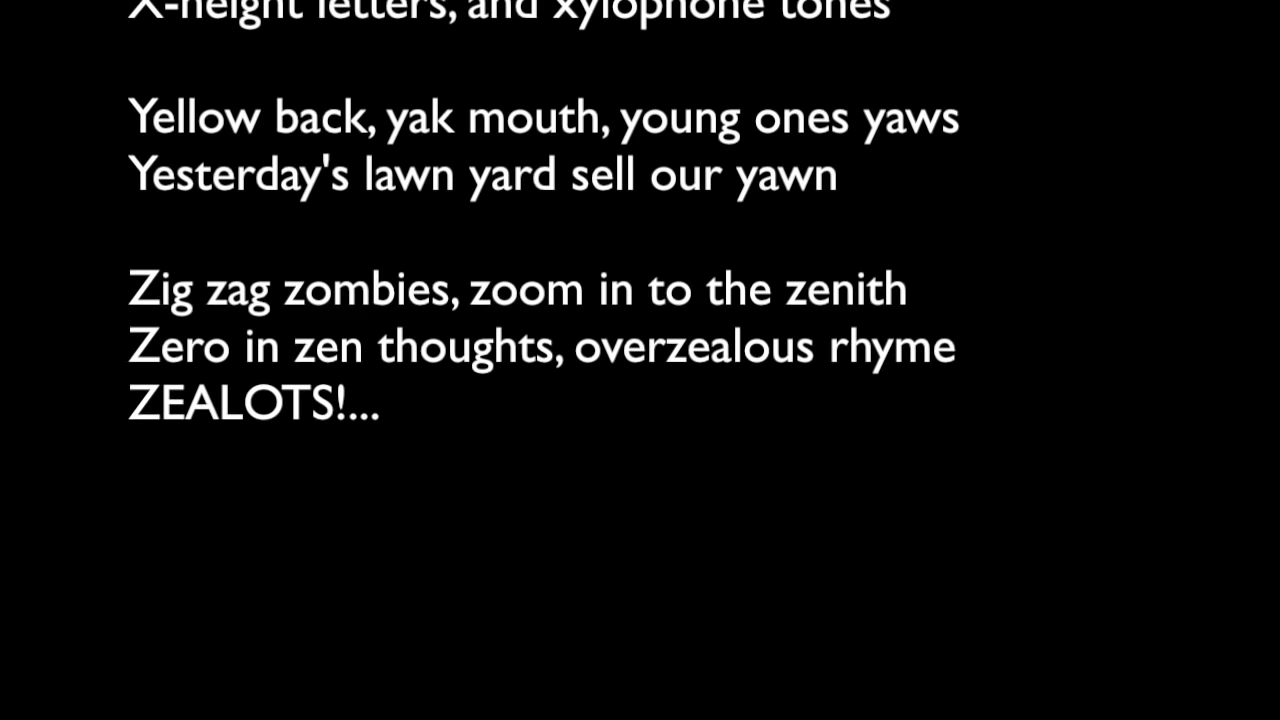 X-height letters, and xylophone tones
Yellow back, yak mouth, young ones yaws
Yesterday's lawn yard sell our yawn
Zig zag zombies, zoom in to the zenith
Zero in zen thoughts, overzealous rhyme
ZEALOTS!...